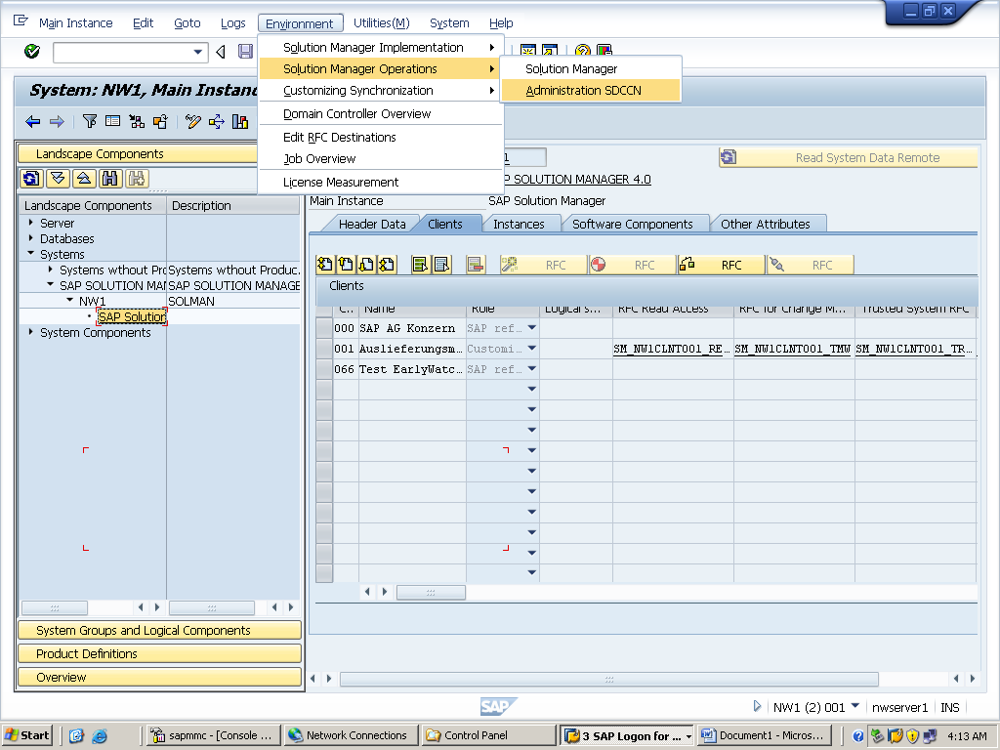 Main Instance Edit Goto Logs Environment Utilities(M) System Help
Solution Manager Implementation
Solution Manager Operations
Customizing Synchronization
Domain Controller Overview
Edit RFC Destinations
Job Overview
License Measurement
Solution Manager
Administration SDCCN
System: NW1, Main Instanc
Landscape Components
1
Read System Data Remote
P SOLUTION MANAGER 4.0
Main Instance SAP Solution Manager
Landscape Components Description
Server
Databases
Systems
Systems wthout Pro Systems wthout Produc.
SAP SOLUTION MAN SAP SOLUTION MANAGE
NW1 SOLMAN
SAP Solution
System Components
Header Data Clients Instances Software Components Other Attributes
RFC RFC RFC RFC
Clients
C.. Name Role Logical s... RFC Read Access RFC for Change M... Trusted System RFC
000 SAP AG Konzern SAP ref…
001 Auslieferungsm… Customi… SM_NW1CLNT001_RE… SM_NW1CLNT001_TMW SM_NW1CLNT001_TR…
066 Test EarlyWatc… SAP ref…
System Groups and Logical Components
Product Definitions
Overview
SAP
NW1 (2) 001 nwserver1 INS
Start sapmmc - [Console ... Network Connections Control Panel 3 SAP Logon for ... Document1 - Micros... 4:13 AM